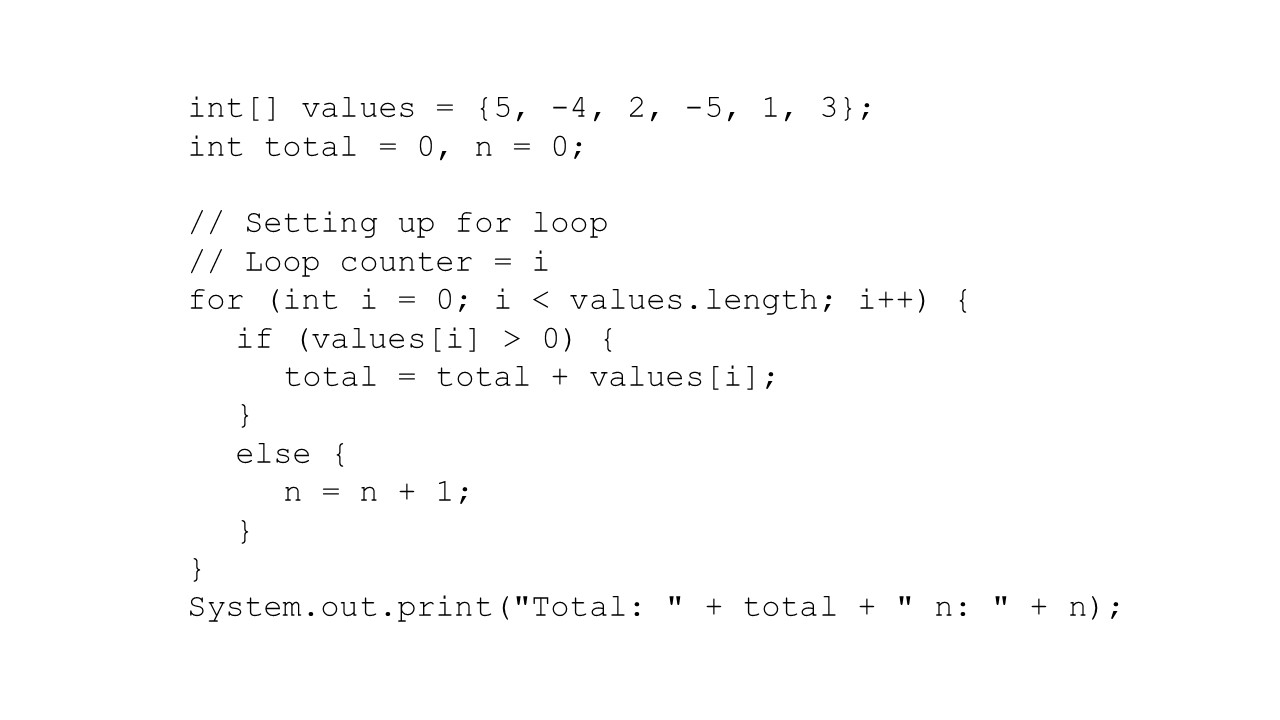 int[] values = {5, -4, 2, -5, 1, 3};
int total = 0, n = 0;
// Setting up for loop
// Loop counter = i
for (int i = 0; i < values.length; i++) {
if (values[i] > 0) {
total = total + values[i];
}
else {
n = n + 1;
}
}
System.out.print("Total: " + total + " n: " + n);